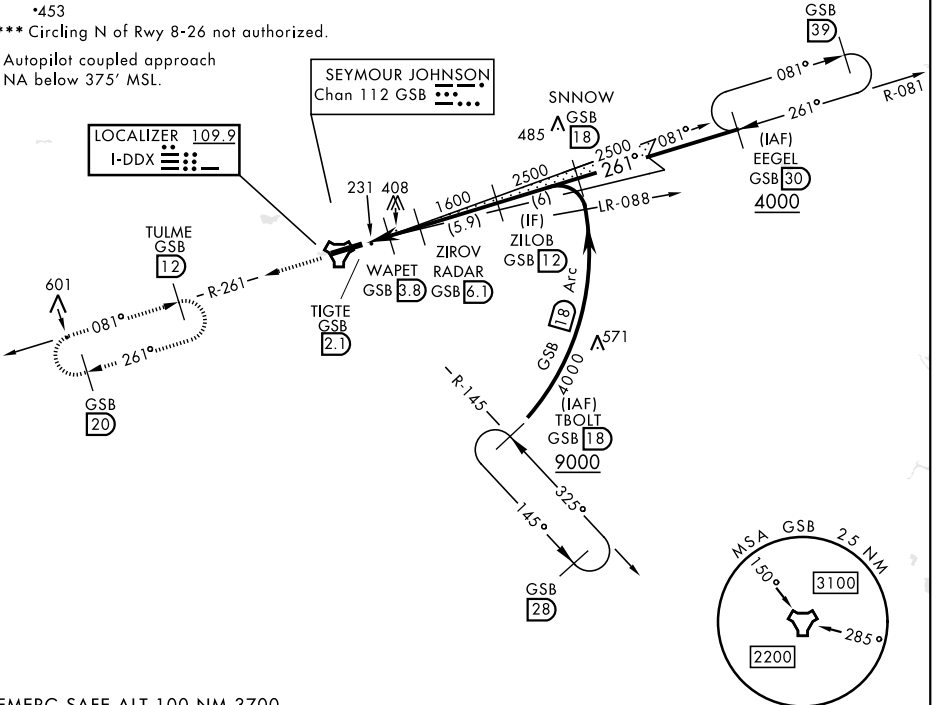 •453
*** Circling N of Rwy 8-26 not authorized.
Autopilot coupled approach
NA below 375' MSL.
SEYMOUR JOHNSON
Chan 112 GSB
LOCALIZER 109.9
I-DDX
GSB
39
081°
261°
R-081
(IAF)
EEGEL
GSB 30
4000
SNNOW
GSB
18
485
081°
2500
261°
2500
1600
(6)
(5.9)
LR-088
(IF)
ZILOB
GSB 12
ZIROV
RADAR
GSB 6.1
WAPET
GSB 3.8
231
408
TIGTE
GSB
2.1
TULME
GSB
12
R-261
601
081°
261°
GSB
20
GSB 18 Arc
4000
571
(IAF)
TBOLT
GSB 18
9000
R-145
325°
145°
GSB
28
MSA GSB 25 NM
150°
3100
285°
2200
EMERG SAFE ALT 100 NM 3700